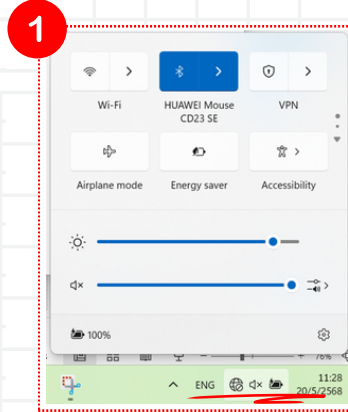 1
Wi-Fi
HUAWEI Mouse
CD23 SE
VPN
Airplane mode
Energy saver
Accessibility
100%
76%
ENG
11:28
20/5/2568